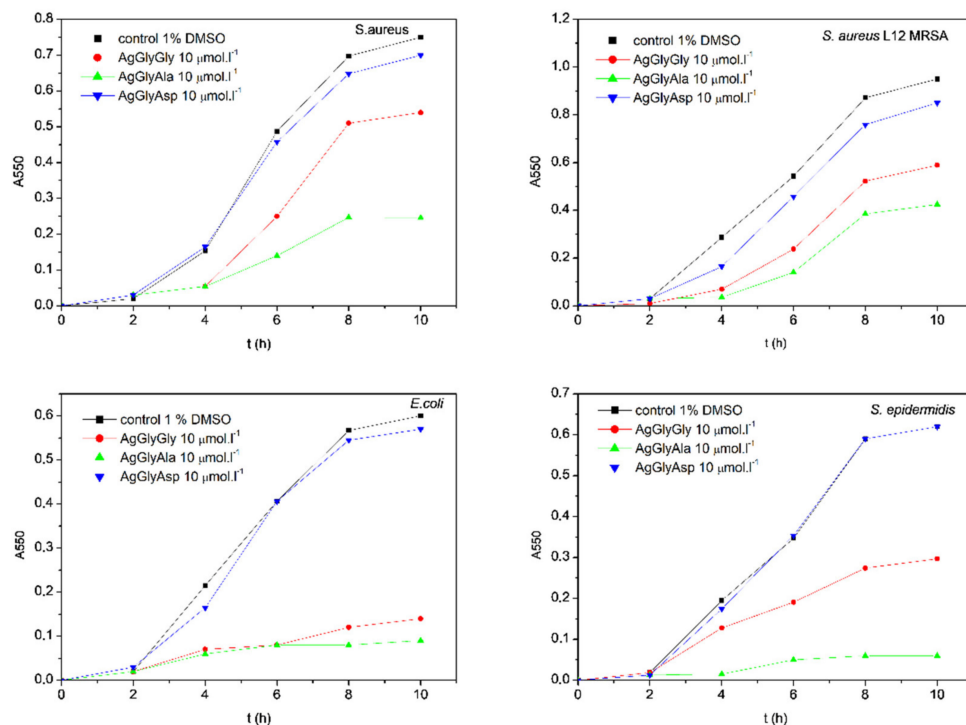 S.aureus
control 1% DMSO
AgGlyGly 10 μmol.l⁻¹
AgGlyAla 10 μmol.l⁻¹
AgGlyAsp 10 μmol.l⁻¹
A550
0.8
0.7
0.6
0.5
0.4
0.3
0.2
0.1
0.0
0 2 4 6 8 10
t (h)
S. aureus L12 MRSA
control 1% DMSO
AgGlyGly 10 μmol.l⁻¹
AgGlyAla 10 μmol.l⁻¹
AgGlyAsp 10 μmol.l⁻¹
A550
1,2
1,0
0,8
0,6
0,4
0,2
0,0
0 2 4 6 8 10
t (h)
E.coli
control 1 % DMSO
AgGlyGly 10 μmol.l⁻¹
AgGlyAla 10 μmol.l⁻¹
AgGlyAsp 10 μmol.l⁻¹
A550
0,6
0,5
0,4
0,3
0,2
0,1
0,0
0 2 4 6 8 10
t (h)
S. epidermidis
control 1% DMSO
AgGlyGly 10 μmol.l⁻¹
AgGlyAla 10 μmol.l⁻¹
AgGlyAsp 10 μmol.l⁻¹
A550
0,7
0,6
0,5
0,4
0,3
0,2
0,1
0,0
0 2 4 6 8 10
t (h)